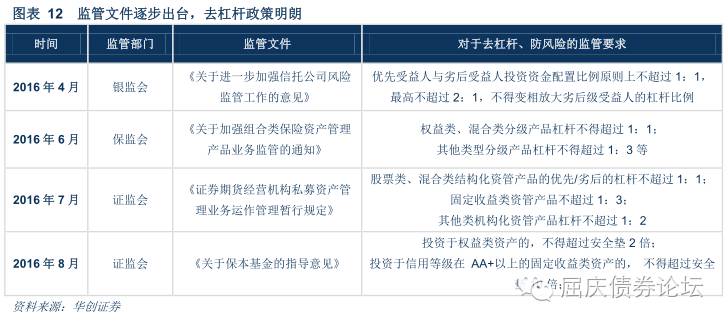 图表 12 监管文件逐步出台，去杠杆政策明朗
时间 监管部门 监管文件 对于去杠杆、防风险的监管要求
2016 年 4 月 银监会 《关于进一步加强信托公司风险
监管工作的意见》 优先受益人与劣后受益人投资资金配置比例原则上不超过 1：1，
最高不超过 2：1，不得变相放大劣后级受益人的杠杆比例
2016 年 6 月 保监会 《关于加强组合类保险资产管理
产品业务监管的通知》 权益类、混合类分级产品杠杆不得超过 1：1；
其他类型分级产品杠杆不得超过 1：3 等
2016 年 7 月 证监会 《证券期货经营机构私募资产管
理业务运作管理暂行规定》 股票类、混合类结构化资管产品的优先/劣后的杠杆不超过 1：1；
固定收益类资管产品不超过 1：3；
其他类机构化资管产品杠杆不超过 1：2
2016 年 8 月 证监会 《关于保本基金的指导意见》 投资于权益类资产的，不得超过安全垫 2 倍；
投资于信用等级在 AA+以上的固定收益类资产的，不得超过安全
倍；
资料来源：华创证券
屈庆债券论坛